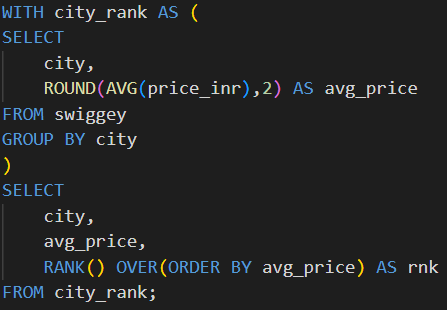 WITH city_rank AS (
SELECT
    city,
    ROUND(AVG(price_inr),2) AS avg_price
FROM swiggey
GROUP BY city
)
SELECT
    city,
    avg_price,
    RANK() OVER(ORDER BY avg_price) AS rnk
FROM city_rank;